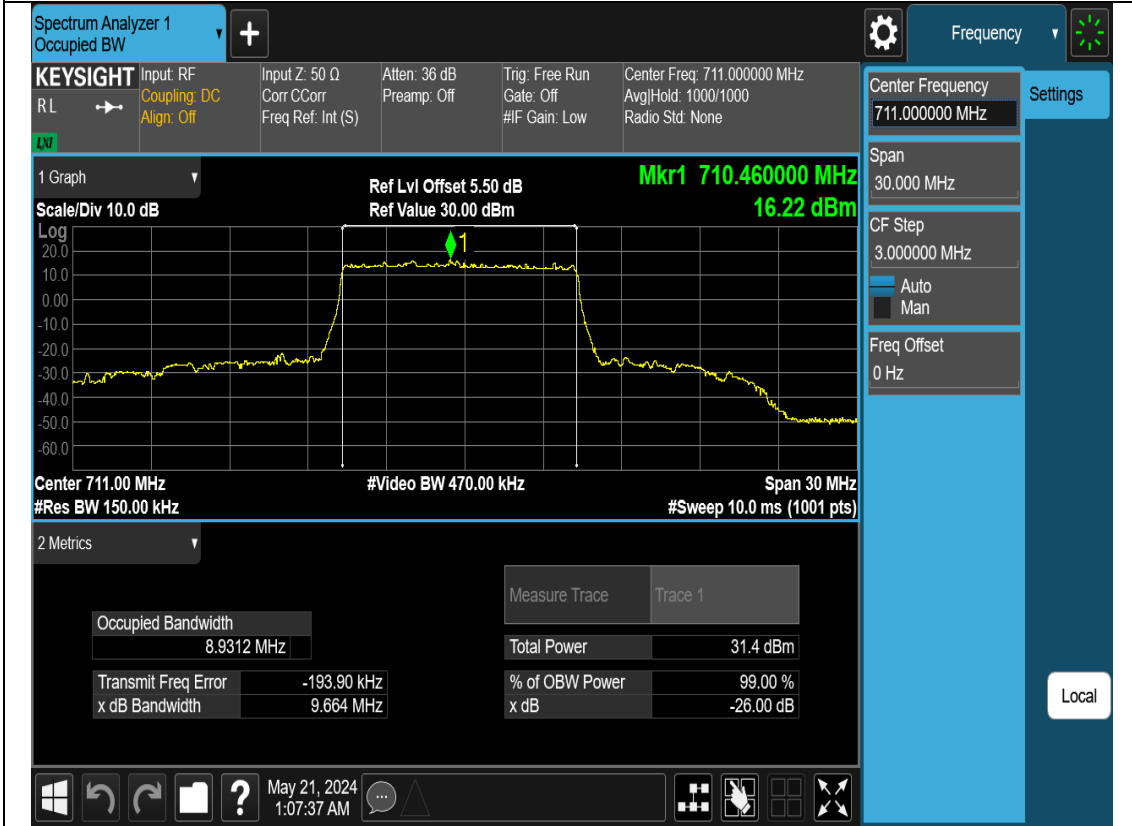 Spectrum Analyzer 1
Occupied BW
+
Frequency
KEYSIGHT
RL
LXI
Input: RF
Coupling: DC
Align: Off
Input Z: 50 Ω
Corr CCorr
Freq Ref: Int (S)
Atten: 36 dB
Preamp: Off
Trig: Free Run
Gate: Off
#IF Gain: Low
Center Freq: 711.000000 MHz
Avg|Hold: 1000/1000
Radio Std: None
Center Frequency
711.000000 MHz
Settings
Span
30.000 MHz
CF Step
3.000000 MHz
Auto
Man
Freq Offset
0 Hz
Local
1 Graph
Scale/Div 10.0 dB
Ref Lvl Offset 5.50 dB
Ref Value 30.00 dBm
Mkr1 710.460000 MHz
16.22 dBm
Log
1
20.0
10.0
0.00
-10.0
-20.0
-30.0
-40.0
-50.0
-60.0
Center 711.00 MHz
#Video BW 470.00 kHz
Span 30 MHz
#Res BW 150.00 kHz
#Sweep 10.0 ms (1001 pts)
2 Metrics
Measure Trace Trace 1
Occupied Bandwidth
8.9312 MHz
Total Power 31.4 dBm
Transmit Freq Error -193.90 kHz
% of OBW Power 99.00 %
x dB Bandwidth 9.664 MHz
x dB -26.00 dB
?
May 21, 2024
1:07:37 AM